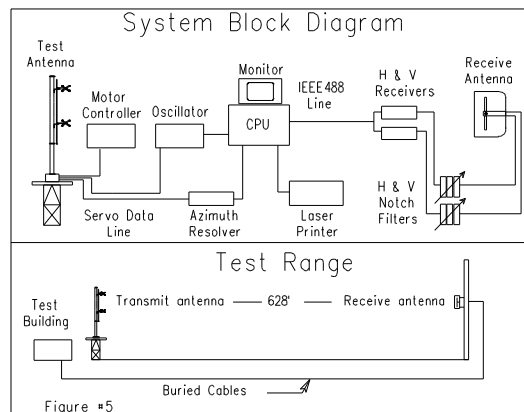 System Block Diagram
Test
Antenna
Motor
Controller
Oscillator
Monitor
CPU
IEEE488
Line
H & V
Receivers
Receive
Antenna
Servo Data
Line
Azimuth
Resolver
Laser
Printer
H & V
Notch
Filters
Test Range
Test
Building
Transmit antenna — 628' — Receive antenna
Buried Cables
Figure #5